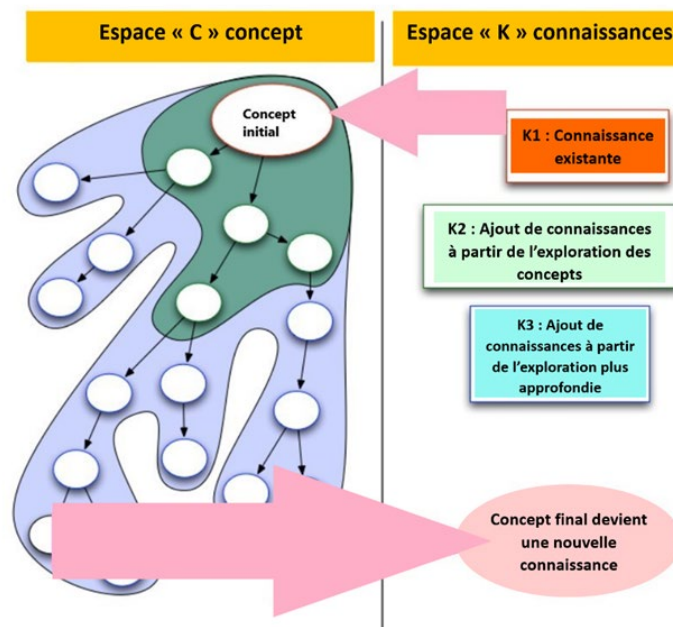 Espace « C » concept
Espace « K » connaissances
Concept
initial
K1 : Connaissance
existante
K2 : Ajout de connaissances
à partir de l’exploration des
concepts
K3 : Ajout de
connaissances à partir
de l’exploration plus
approfondie
Concept final devient
une nouvelle
connaissance